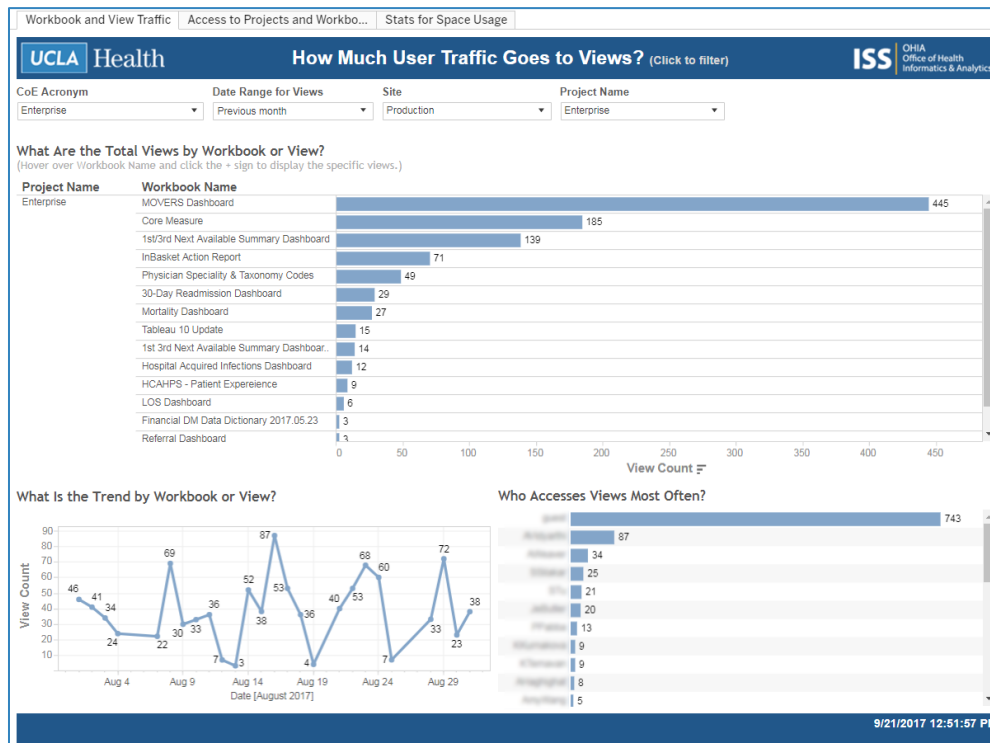 Workbook and View Traffic Access to Projects and Workbo... Stats for Space Usage
UCLA Health How Much User Traffic Goes to Views? (Click to filter) ISS OHIA
Office of Health
Informatics & Analytics
CoE Acronym Date Range for Views Site Project Name
Enterprise Previous month Production Enterprise
What Are the Total Views by Workbook or View?
(Hover over Workbook Name and click the + sign to display the specific views.)
Project Name Workbook Name
Enterprise MOVERS Dashboard 445
Core Measure 185
1st/3rd Next Available Summary Dashboard 139
InBasket Action Report 71
Physician Speciality & Taxonomy Codes 49
30-Day Readmission Dashboard 29
Mortality Dashboard 27
Tableau 10 Update 15
1st 3rd Next Available Summary Dashboar.. 14
Hospital Acquired Infections Dashboard 12
HCAHPS - Patient Expereience 9
LOS Dashboard 6
Financial DM Data Dictionary 2017.05.23 3
Referral Dashboard 3
0 50 100 150 200 250 300 350 400 450
View Count
What Is the Trend by Workbook or View?
90
80
70
60
50
40
30
20
10
View Count
46 41 34 24 22 69 30 33 36 7 3 52 38 87 53 36 4 40 53 68 60 7 33 72 23 38
Aug 4 Aug 9 Aug 14 Aug 19 Aug 24 Aug 29
Date [August 2017]
Who Accesses Views Most Often?
743
87
34
25
21
20
13
9
9
8
5
9/21/2017 12:51:57 PM